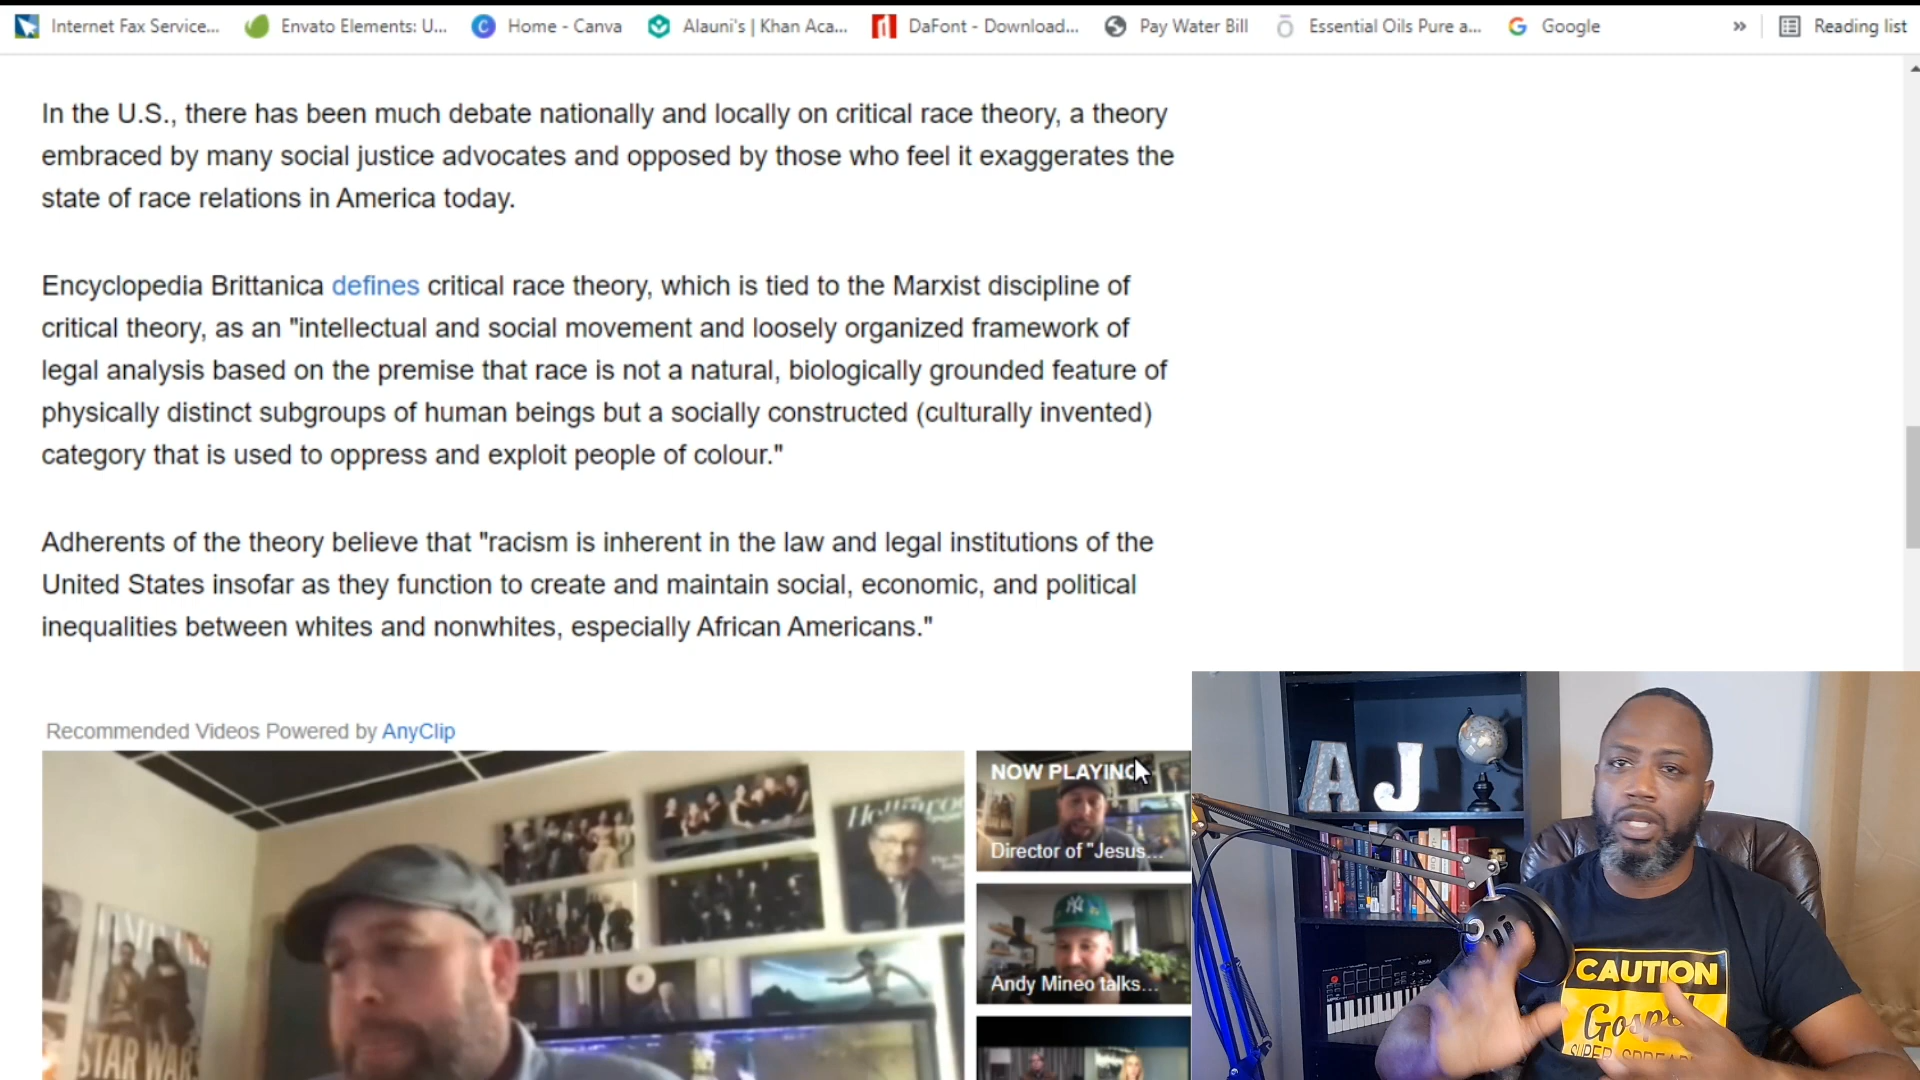 Internet Fax Service...
Envato Elements: U...
Home - Canva
Alauni's | Khan Aca...
DaFont - Download...
Pay Water Bill
Essential Oils Pure a...
Google
»
Reading list
In the U.S., there has been much debate nationally and locally on critical race theory, a theory
embraced by many social justice advocates and opposed by those who feel it exaggerates the
state of race relations in America today.
Encyclopedia Brittanica defines critical race theory, which is tied to the Marxist discipline of
critical theory, as an "intellectual and social movement and loosely organized framework of
legal analysis based on the premise that race is not a natural, biologically grounded feature of
physically distinct subgroups of human beings but a socially constructed (culturally invented)
category that is used to oppress and exploit people of colour."
Adherents of the theory believe that "racism is inherent in the law and legal institutions of the
United States insofar as they function to create and maintain social, economic, and political
inequalities between whites and nonwhites, especially African Americans."
Recommended Videos Powered by AnyClip
NOW PLAYING
Director of "Jesus...
Andy Mineo talks...
STAR WARS
AJ
CAUTION
Gospel
SUPER SPREA